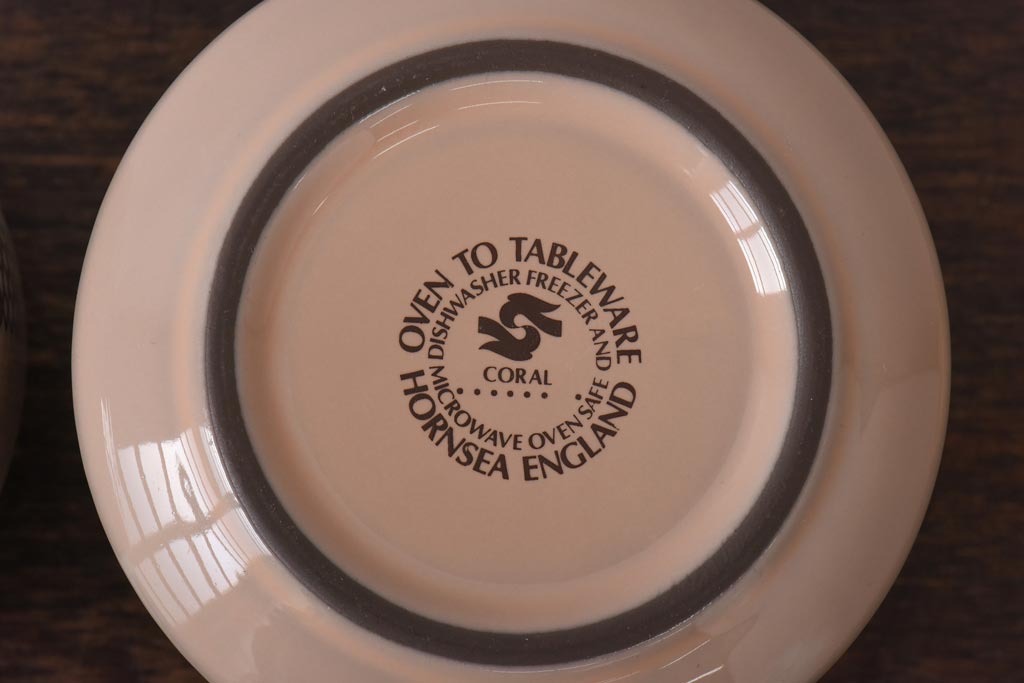 OVEN TO TABLEWARE
DISHWASHER FREEZER AND
MICROWAVE OVEN SAFE
CORAL
HORNSEA ENGLAND